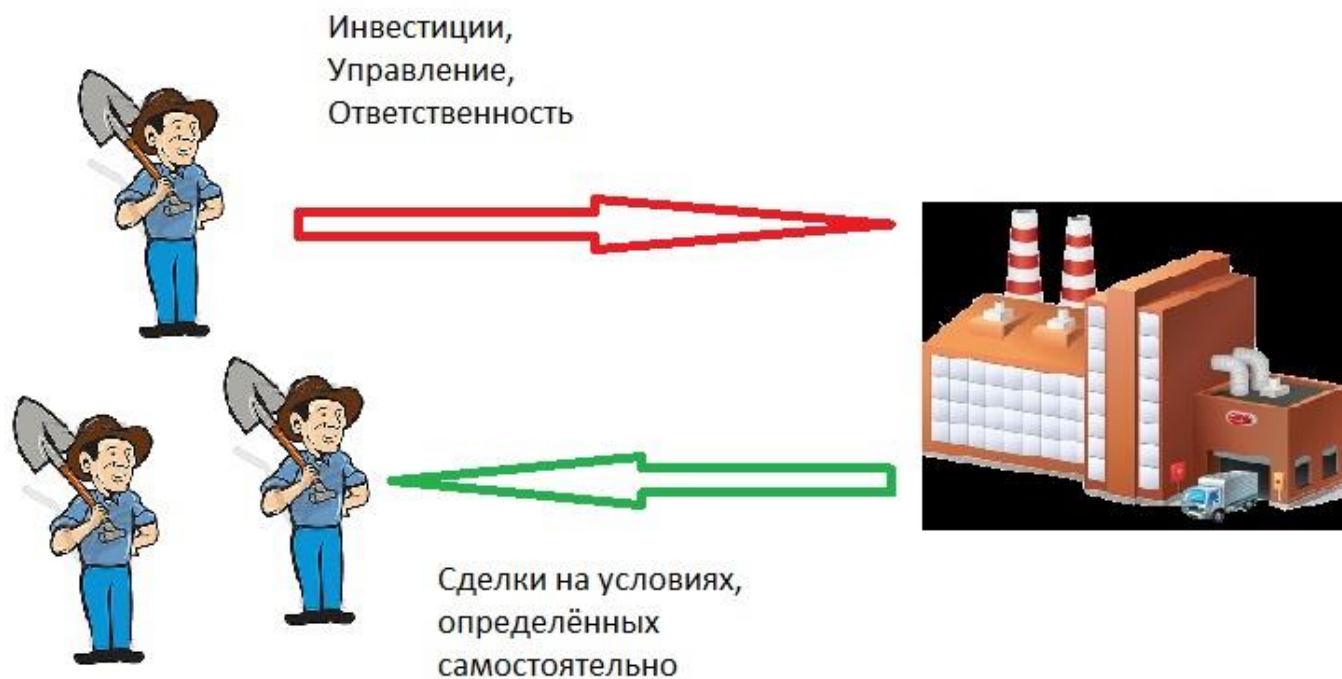 Инвестиции,
Управление,
Ответственность
Сделки на условиях,
определённых
самостоятельно